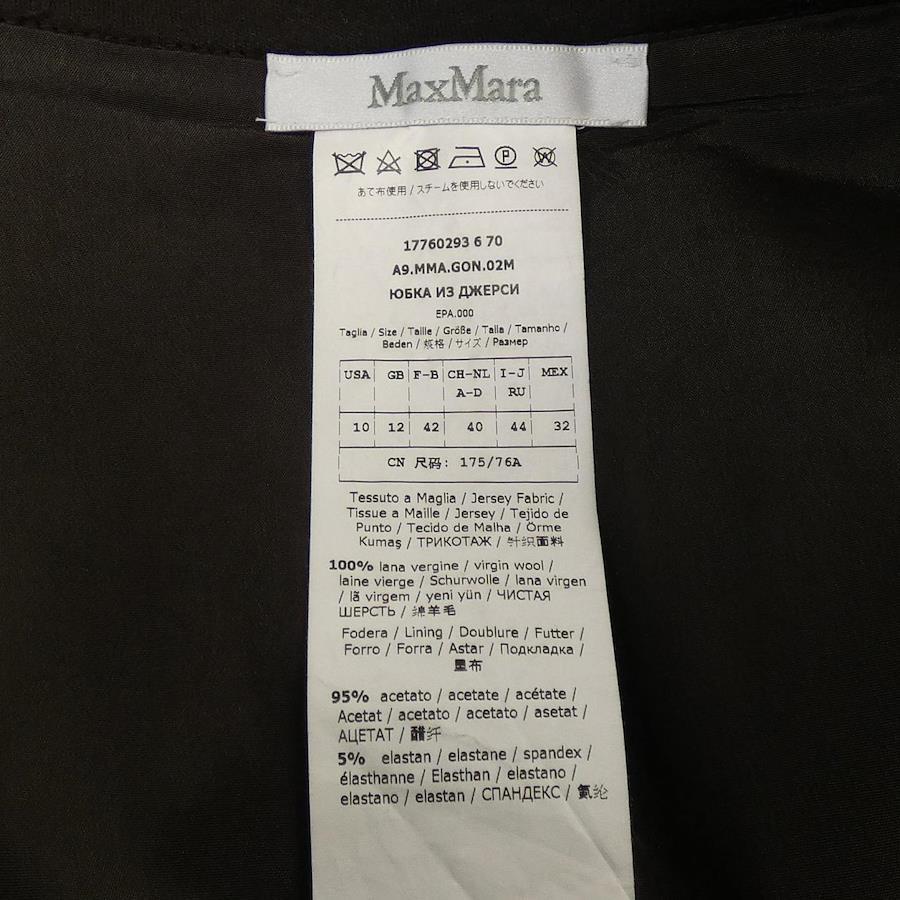 MaxMara
P W
あて布使用 / スチームを使用しないでください
17760293 6 70
A9.MMA.GON.02M
ЮБКА ИЗ ДЖЕРСИ
EPA.000
Taglia / Size / Taille / Größe / Talla / Tamanho /
Beden / 规格 / サイズ / Размер
USA GB F-B CH-NL I-J MEX
A-D RU
10 12 42 40 44 32
CN 尺码: 175/76A
Tessuto a Maglia / Jersey Fabric /
Tissue a Maille / Jersey / Tejido de
Punto / Tecido de Malha / Örme
Kumaş / ТРИКОТАЖ / 针织面料
100% lana vergine / virgin wool /
laine vierge / Schurwolle / lana virgen
/ lã virgem / yeni yün / ЧИСТАЯ
ШЕРСТЬ / 绵羊毛
Fodera / Lining / Doublure / Futter /
Forro / Forra / Astar / Подкладка /
里布
95% acetato / acetate / acétate /
Acetat / acetato / acetato / asetat /
АЦЕТАТ / 醋纤
5% elastan / elastane / spandex /
élasthanne / Elasthan / elastano /
elastano / elastan / СПАНДЕКС / 氨纶